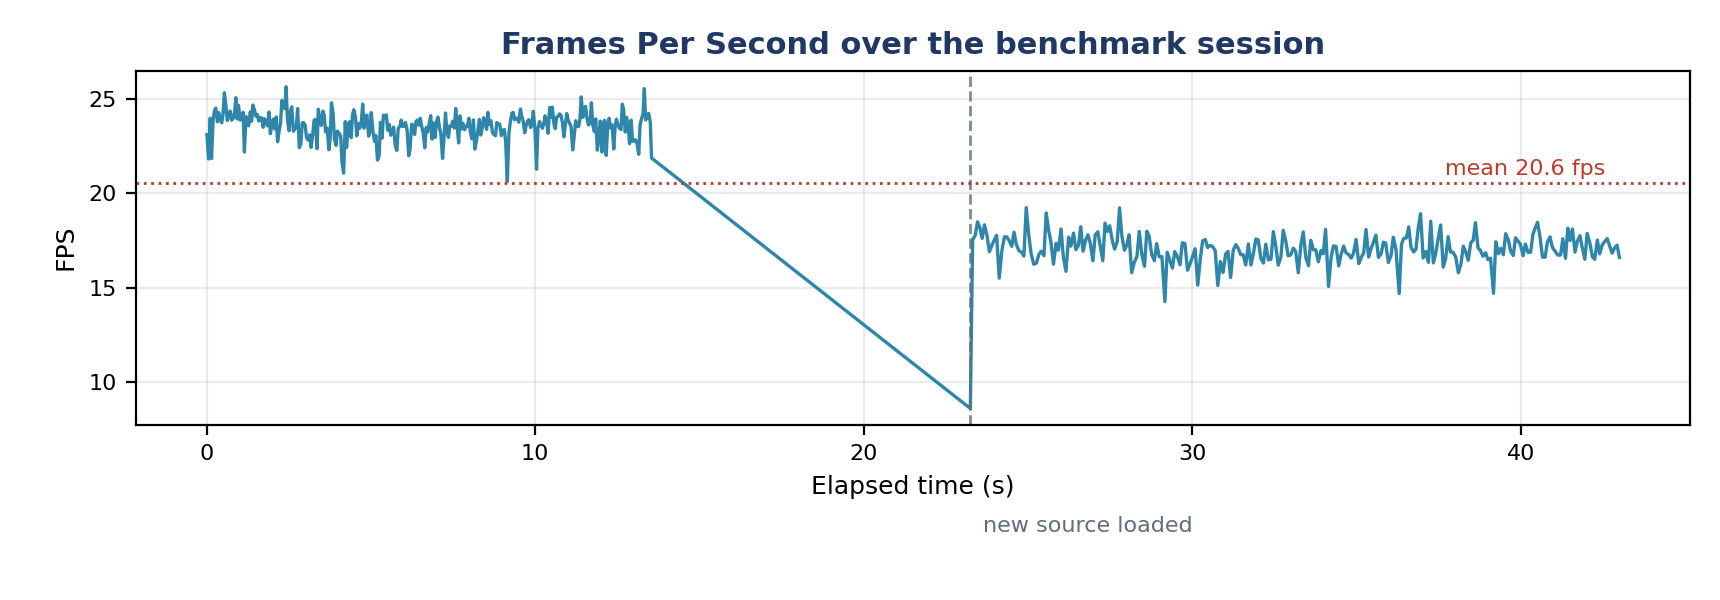 Frames Per Second over the benchmark session
25
20
15
10
FPS
mean 20.6 fps
0 10 20 30 40
Elapsed time (s)
new source loaded